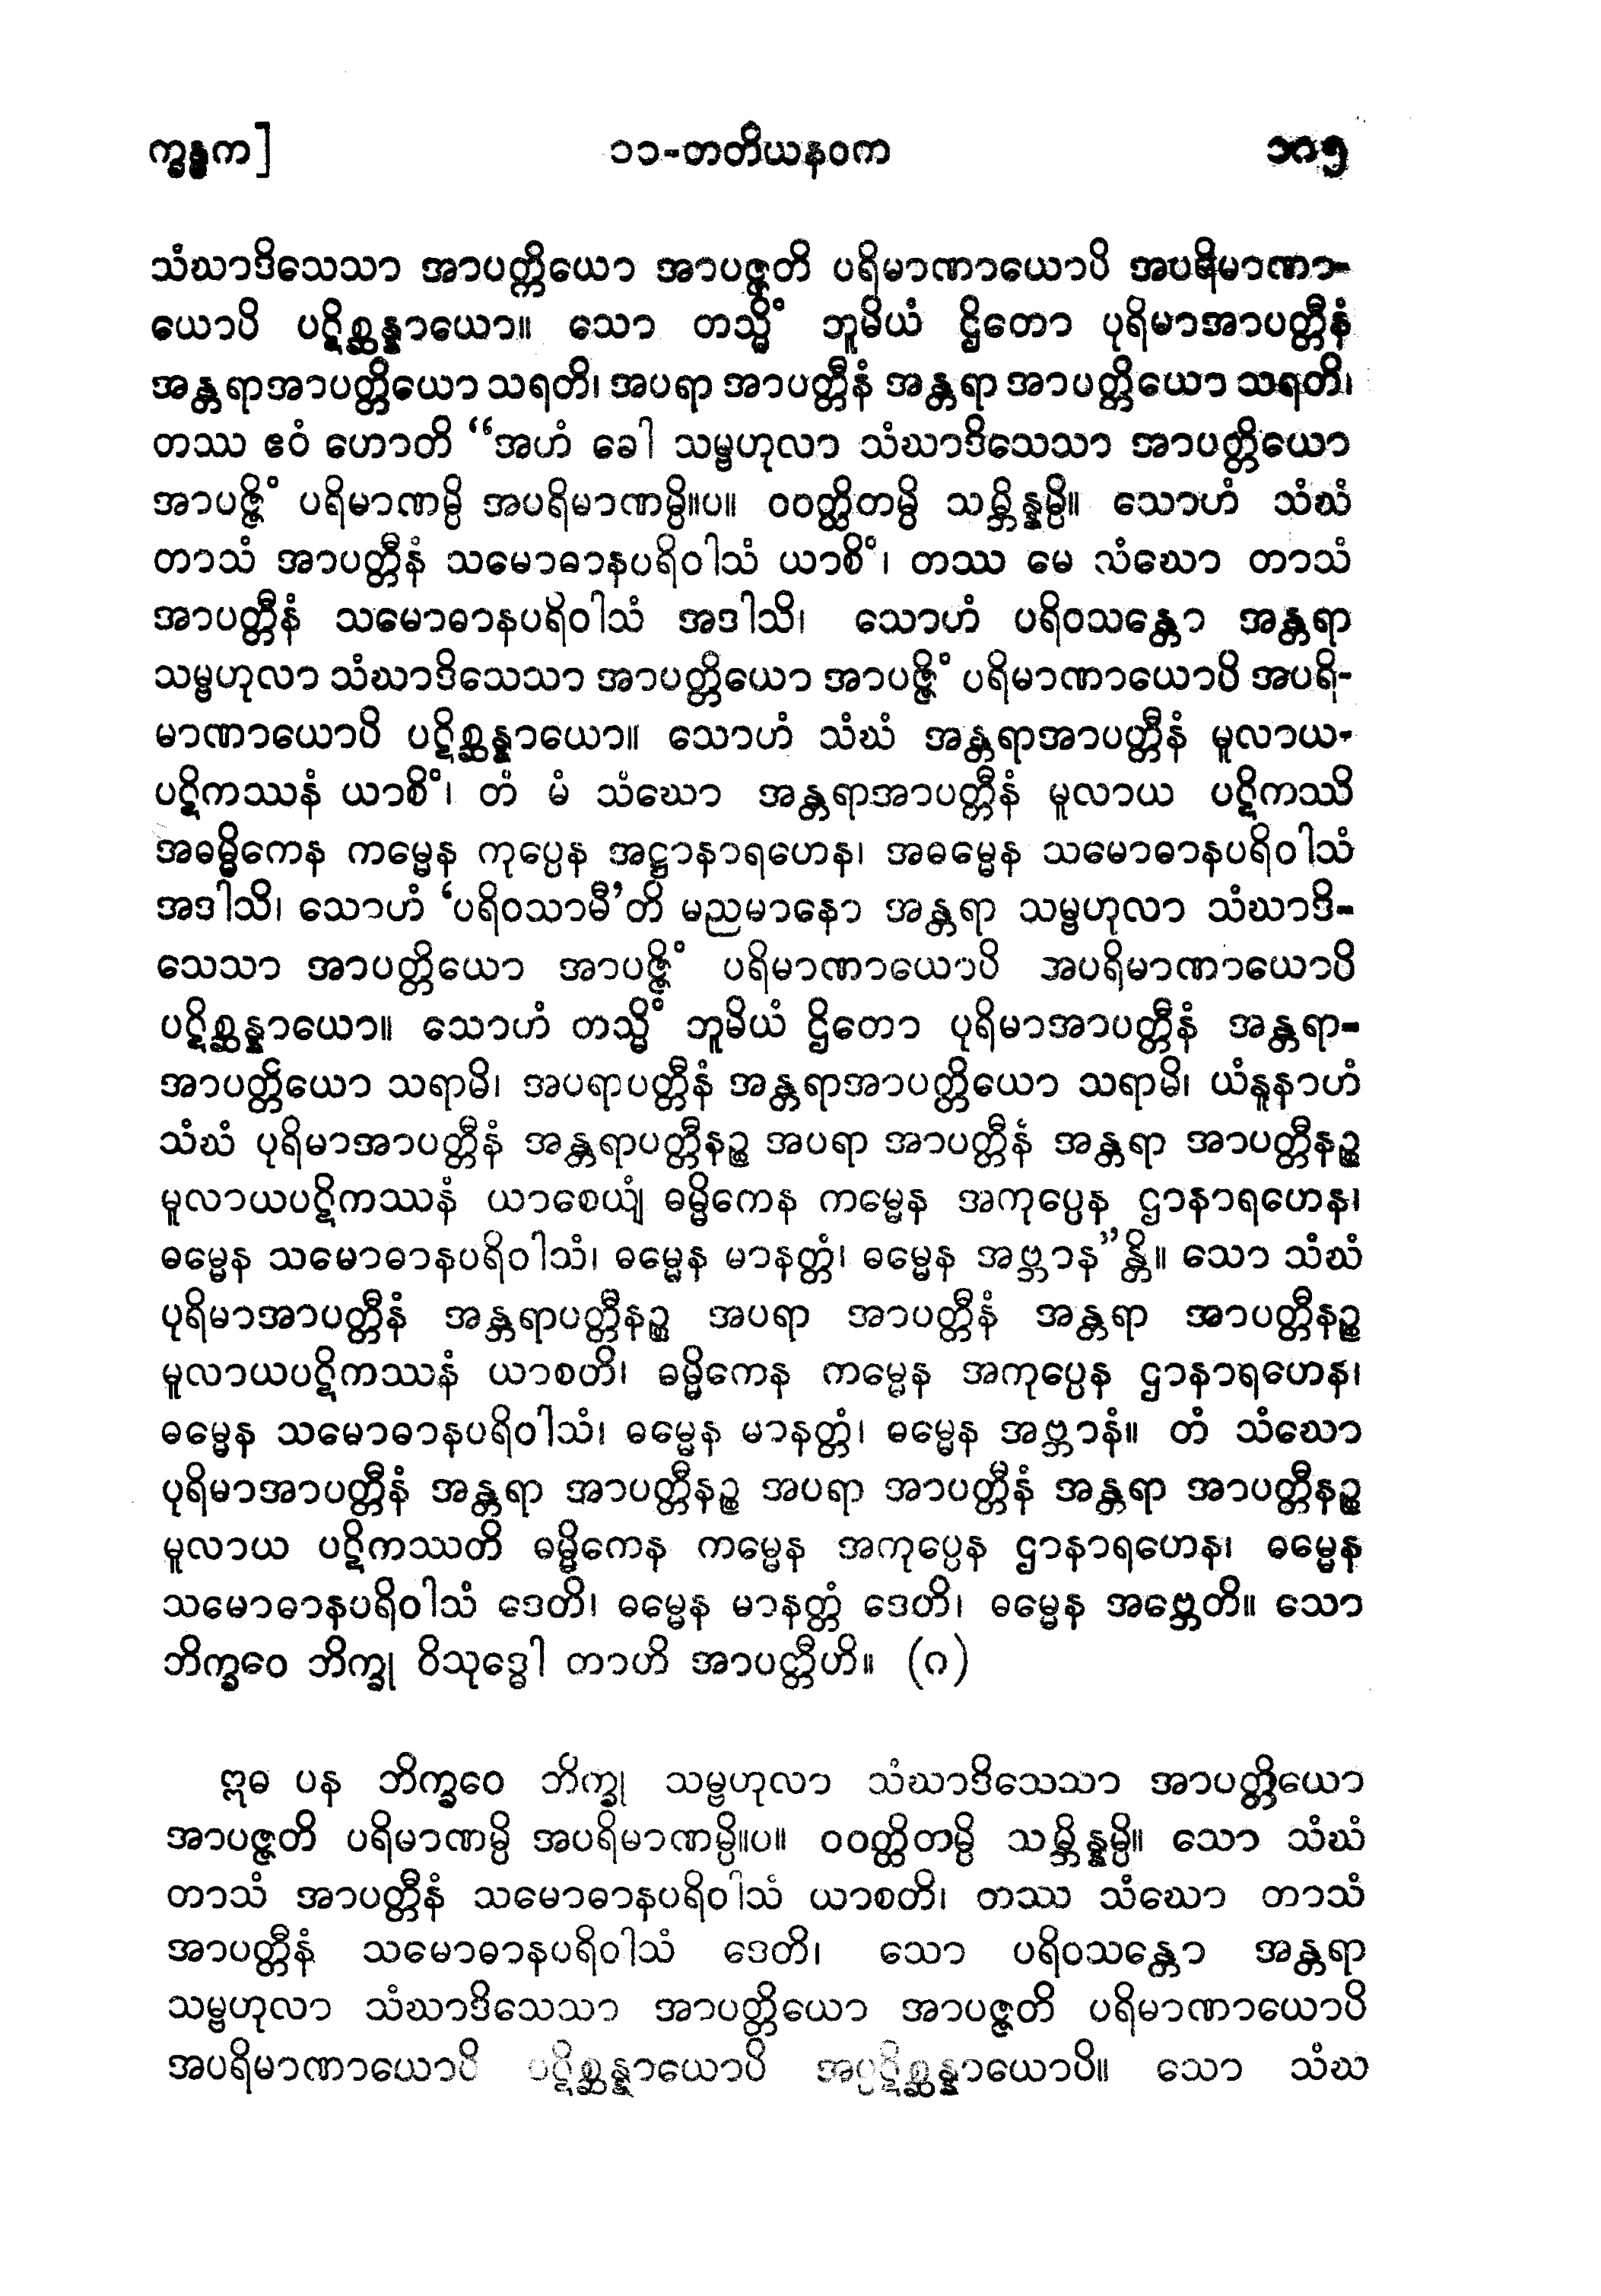 က္ခန္ဓက]
၁၁-တတိယနဝက
၁၈၅
သံဃာဒိသေသာ အာပတ္တိယော အာပဇ္ဇတိ ပရိမာဏာယောပိ အပရိမာဏာ-
ယောပိ ပဋိစ္ဆန္နာယော။ သော တသ္မိံ ဘူမိယံ ဌိတော ပုရိမာအာပတ္တီနံ
အန္တရာအာပတ္တိယော သရတိ၊ အပရာ အာပတ္တီနံ အန္တရာ အာပတ္တိယော သရတိ၊
တဿ ဧဝံ ဟောတိ “အဟံ ခေါ သမ္ဗဟုလာ သံဃာဒိသေသာ အာပတ္တိယော
အာပဇ္ဇိံ ပရိမာဏမ္ပိ အပရိမာဏမ္ပိ။ပ။ ဝဝတ္ထိတမ္ပိ သမ္ဘိန္နမ္ပိ။ သောဟံ သံဃံ
တာသံ အာပတ္တီနံ သမောဓာနပရိဝါသံ ယာစိံ၊ တဿ မေ သံဃော တာသံ
အာပတ္တီနံ သမောဓာနပရိဝါသံ အဒါသိ၊ သောဟံ ပရိဝသန္တော အန္တရာ
သမ္ဗဟုလာ သံဃာဒိသေသာ အာပတ္တိယော အာပဇ္ဇိံ ပရိမာဏာယောပိ အပရိ-
မာဏာယောပိ ပဋိစ္ဆန္နာယော။ သောဟံ သံဃံ အန္တရာအာပတ္တီနံ မူလာယ-
ပဋိကဿနံ ယာစိံ၊ တံ မံ သံဃော အန္တရာအာပတ္တီနံ မူလာယ ပဋိကဿိ
အဓမ္မိကေန ကမ္မေန ကုပ္ပေန အဋ္ဌာနာရဟေန၊ အဓမ္မေန သမောဓာနပရိဝါသံ
အဒါသိ၊ သောဟံ ‘ပရိဝသာမီ’တိ မညမာနော အန္တရာ သမ္ဗဟုလာ သံဃာဒိ-
သေသာ အာပတ္တိယော အာပဇ္ဇိံ ပရိမာဏာယောပိ အပရိမာဏာယောပိ
ပဋိစ္ဆန္နာယော။ သောဟံ တသ္မိံ ဘူမိယံ ဌိတော ပုရိမာအာပတ္တီနံ အန္တရာ-
အာပတ္တိယော သရာမိ၊ အပရာပတ္တီနံ အန္တရာအာပတ္တိယော သရာမိ၊ ယံနူနာဟံ
သံဃံ ပုရိမာအာပတ္တီနံ အန္တရာပတ္တီနဉ္စ အပရာ အာပတ္တီနံ အန္တရာ အာပတ္တီနဉ္စ
မူလာယပဋိကဿနံ ယာစေယျံ ဓမ္မိကေန ကမ္မေန အကုပ္ပေန ဌာနာရဟေန၊
ဓမ္မေန သမောဓာနပရိဝါသံ၊ ဓမ္မေန မာနတ္တံ၊ ဓမ္မေန အဗ္ဘာန”န္တိ။ သော သံဃံ
ပုရိမာအာပတ္တီနံ အန္တရာပတ္တီနဉ္စ အပရာ အာပတ္တီနံ အန္တရာ အာပတ္တီနဉ္စ
မူလာယပဋိကဿနံ ယာစတိ၊ ဓမ္မိကေန ကမ္မေန အကုပ္ပေန ဌာနာရဟေန၊
ဓမ္မေန သမောဓာနပရိဝါသံ၊ ဓမ္မေန မာနတ္တံ၊ ဓမ္မေန အဗ္ဘာနံ။ တံ သံဃော
ပုရိမာအာပတ္တီနံ အန္တရာ အာပတ္တီနဉ္စ အပရာ အာပတ္တီနံ အန္တရာ အာပတ္တီနဉ္စ
မူလာယ ပဋိကဿတိ ဓမ္မိကေန ကမ္မေန အကုပ္ပေန ဌာနာရဟေန၊ ဓမ္မေန
သမောဓာနပရိဝါသံ ဒေတိ၊ ဓမ္မေန မာနတ္တံ ဒေတိ၊ ဓမ္မေန အဗ္ဘေတိ။ သော
ဘိက္ခဝေ ဘိက္ခု ဝိသုဒ္ဓေါ တာဟိ အာပတ္တီဟိ။ (ဂ)
ဣဓ ပန ဘိက္ခဝေ ဘိက္ခု သမ္ဗဟုလာ သံဃာဒိသေသာ အာပတ္တိယော
အာပဇ္ဇတိ ပရိမာဏမ္ပိ အပရိမာဏမ္ပိ။ပ။ ဝဝတ္ထိတမ္ပိ သမ္ဘိန္နမ္ပိ။ သော သံဃံ
တာသံ အာပတ္တီနံ သမောဓာနပရိဝါသံ ယာစတိ၊ တဿ သံဃော တာသံ
အာပတ္တီနံ သမောဓာနပရိဝါသံ ဒေတိ၊ သော ပရိဝသန္တော အန္တရာ
သမ္ဗဟုလာ သံဃာဒိသေသာ အာပတ္တိယော အာပဇ္ဇတိ ပရိမာဏာယောပိ
အပရိမာဏာယောပိ ပဋိစ္ဆန္နာယောပိ အပ္ပဋိစ္ဆန္နာယောပိ။ သော သံဃ